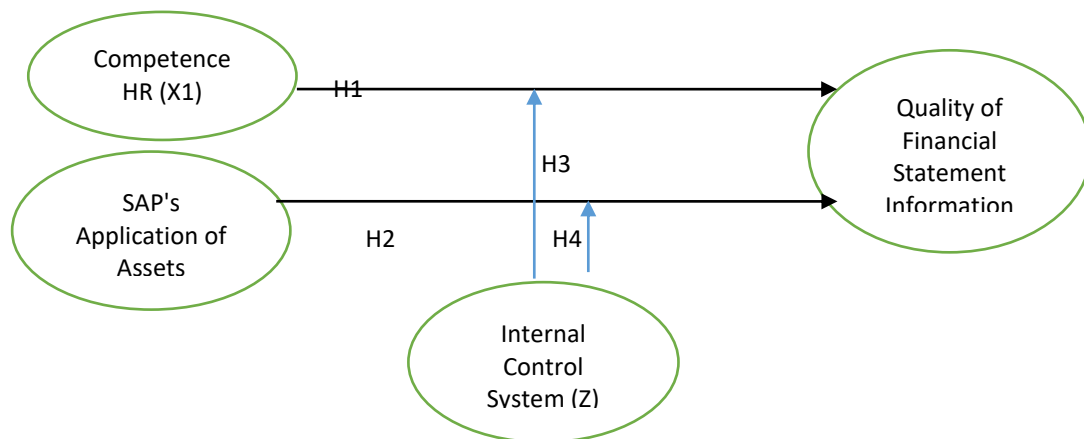 Competence
HR (X1)
H1
Quality of
Financial
Statement
Information
H3
SAP's
Application of
Assets
H2
H4
Internal
Control
System (Z)